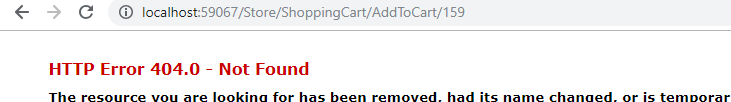 localhost:59067/Store/ShoppingCart/AddToCart/159
HTTP Error 404.0 - Not Found
The resource you are looking for has been removed, had its name changed, or is